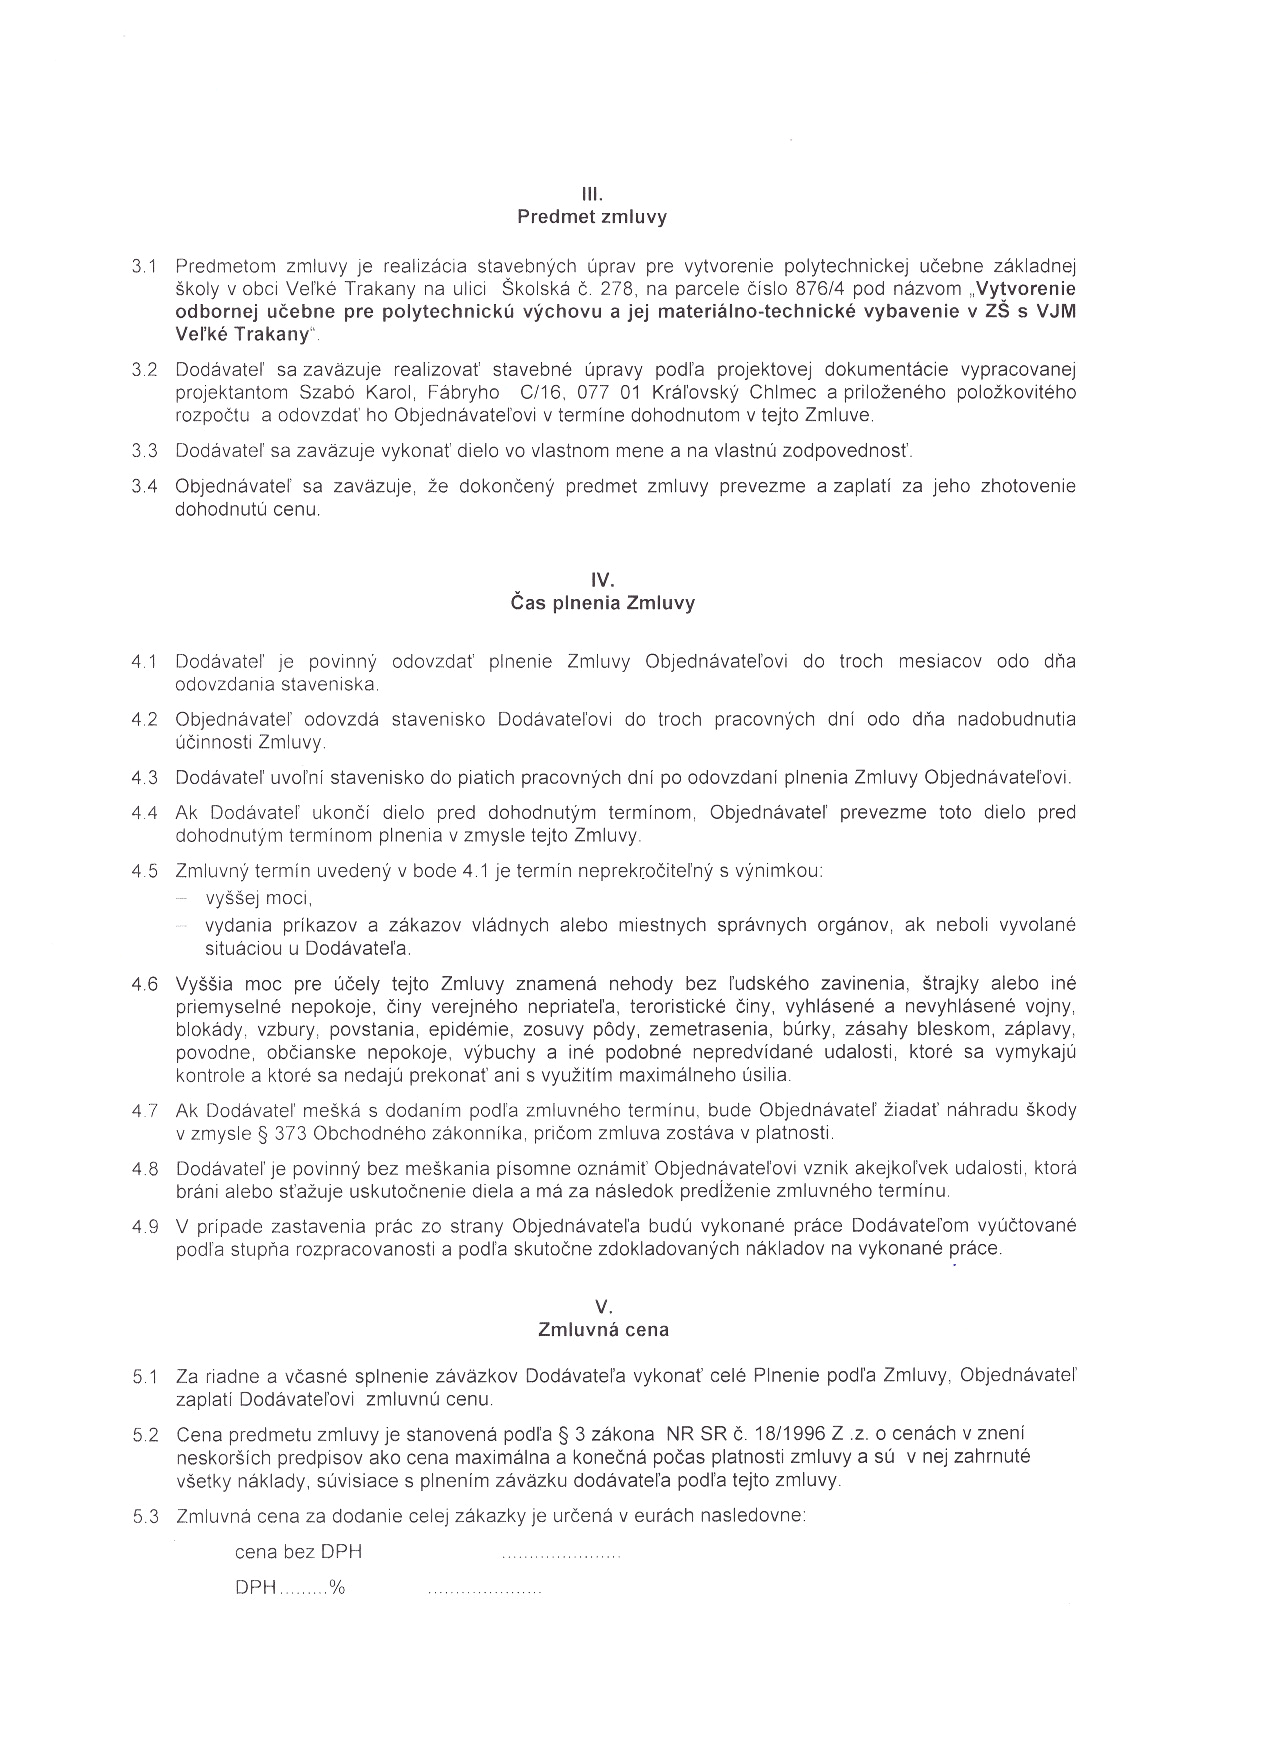 III.
Predmet zmluvy
3.1 Predmetom zmluvy je realizácia stavebných úprav pre vytvorenie polytechnickej učebne základnej
školy v obci Veľké Trakany na ulici Školská č. 278, na parcele číslo 876/4 pod názvom „Vytvorenie
odbornej učebne pre polytechnickú výchovu a jej materiálno-technické vybavenie v ZŠ s VJM
Veľké Trakany“.
3.2 Dodávateľ sa zaväzuje realizovať stavebné úpravy podľa projektovej dokumentácie vypracovanej
projektantom Szabó Karol, Fábryho C/16, 077 01 Kráľovský Chlmec a priloženého položkovitého
rozpočtu a odovzdať ho Objednávateľovi v termíne dohodnutom v tejto Zmluve.
3.3 Dodávateľ sa zaväzuje vykonať dielo vo vlastnom mene a na vlastnú zodpovednosť.
3.4 Objednávateľ sa zaväzuje, že dokončený predmet zmluvy prevezme a zaplatí za jeho zhotovenie
dohodnutú cenu.
IV.
Čas plnenia Zmluvy
4.1 Dodávateľ je povinný odovzdať plnenie Zmluvy Objednávateľovi do troch mesiacov odo dňa
odovzdania staveniska.
4.2 Objednávateľ odovzdá stavenisko Dodávateľovi do troch pracovných dní odo dňa nadobudnutia
účinnosti Zmluvy.
4.3 Dodávateľ uvoľní stavenisko do piatich pracovných dní po odovzdaní plnenia Zmluvy Objednávateľovi.
4.4 Ak Dodávateľ ukončí dielo pred dohodnutým termínom, Objednávateľ prevezme toto dielo pred
dohodnutým termínom plnenia v zmysle tejto Zmluvy.
4.5 Zmluvný termín uvedený v bode 4.1 je termín neprekročiteľný s výnimkou:
– vyššej moci,
– vydania príkazov a zákazov vládnych alebo miestnych správnych orgánov, ak neboli vyvolané
situáciou u Dodávateľa.
4.6 Vyššia moc pre účely tejto Zmluvy znamená nehody bez ľudského zavinenia, štrajky alebo iné
priemyselné nepokoje, činy verejného nepriateľa, teroristické činy, vyhlásené a nevyhlásené vojny,
blokády, vzbury, povstania, epidémie, zosuvy pôdy, zemetrasenia, búrky, zásahy bleskom, záplavy,
povodne, občianske nepokoje, výbuchy a iné podobné nepredvídané udalosti, ktoré sa vymykajú
kontrole a ktoré sa nedajú prekonať ani s využitím maximálneho úsilia.
4.7 Ak Dodávateľ mešká s dodaním podľa zmluvného termínu, bude Objednávateľ žiadať náhradu škody
v zmysle § 373 Obchodného zákonníka, pričom zmluva zostáva v platnosti.
4.8 Dodávateľ je povinný bez meškania písomne oznámiť Objednávateľovi vznik akejkoľvek udalosti, ktorá
bráni alebo sťažuje uskutočnenie diela a má za následok predĺženie zmluvného termínu.
4.9 V prípade zastavenia prác zo strany Objednávateľa budú vykonané práce Dodávateľom vyúčtované
podľa stupňa rozpracovanosti a podľa skutočne zdokladovaných nákladov na vykonané práce.
V.
Zmluvná cena
5.1 Za riadne a včasné splnenie záväzkov Dodávateľa vykonať celé Plnenie podľa Zmluvy, Objednávateľ
zaplatí Dodávateľovi zmluvnú cenu.
5.2 Cena predmetu zmluvy je stanovená podľa § 3 zákona NR SR č. 18/1996 Z .z. o cenách v znení
neskorších predpisov ako cena maximálna a konečná počas platnosti zmluvy a sú v nej zahrnuté
všetky náklady, súvisiace s plnením záväzku dodávateľa podľa tejto zmluvy.
5.3 Zmluvná cena za dodanie celej zákazky je určená v eurách nasledovne:
cena bez DPH ......................
DPH.........% .....................